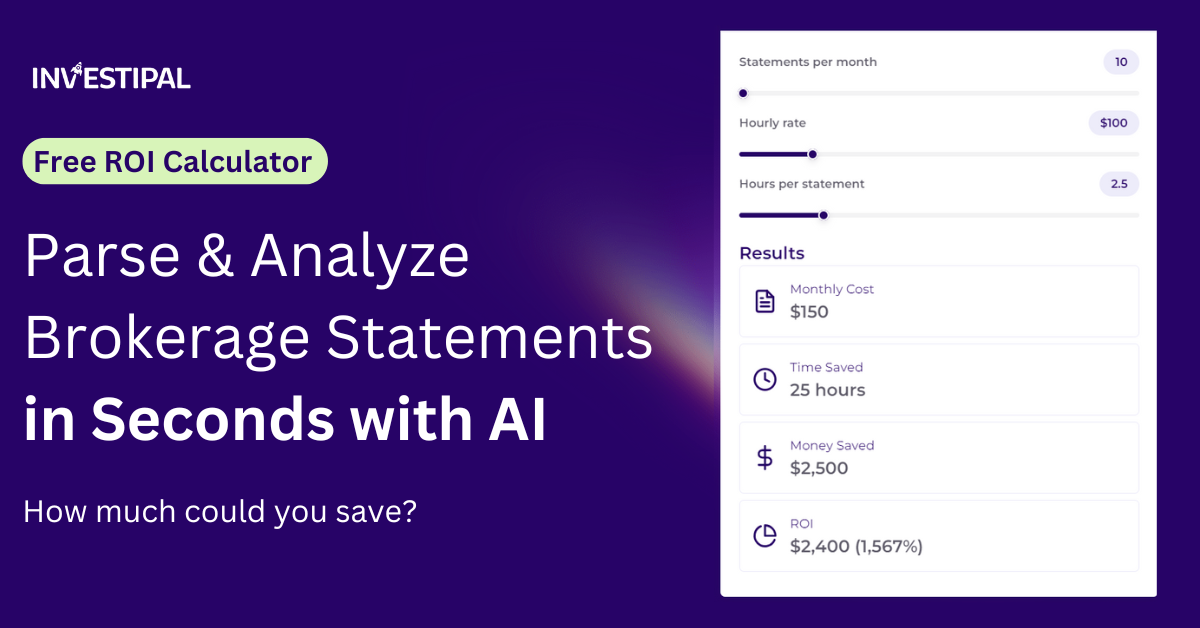 INVESTIPAL
Free ROI Calculator
Parse & Analyze
Brokerage Statements
in Seconds with AI
How much could you save?
Statements per month 10
Hourly rate $100
Hours per statement 2.5
Results
Monthly Cost
$150
Time Saved
25 hours
Money Saved
$2,500
ROI
$2,400 (1,567%)